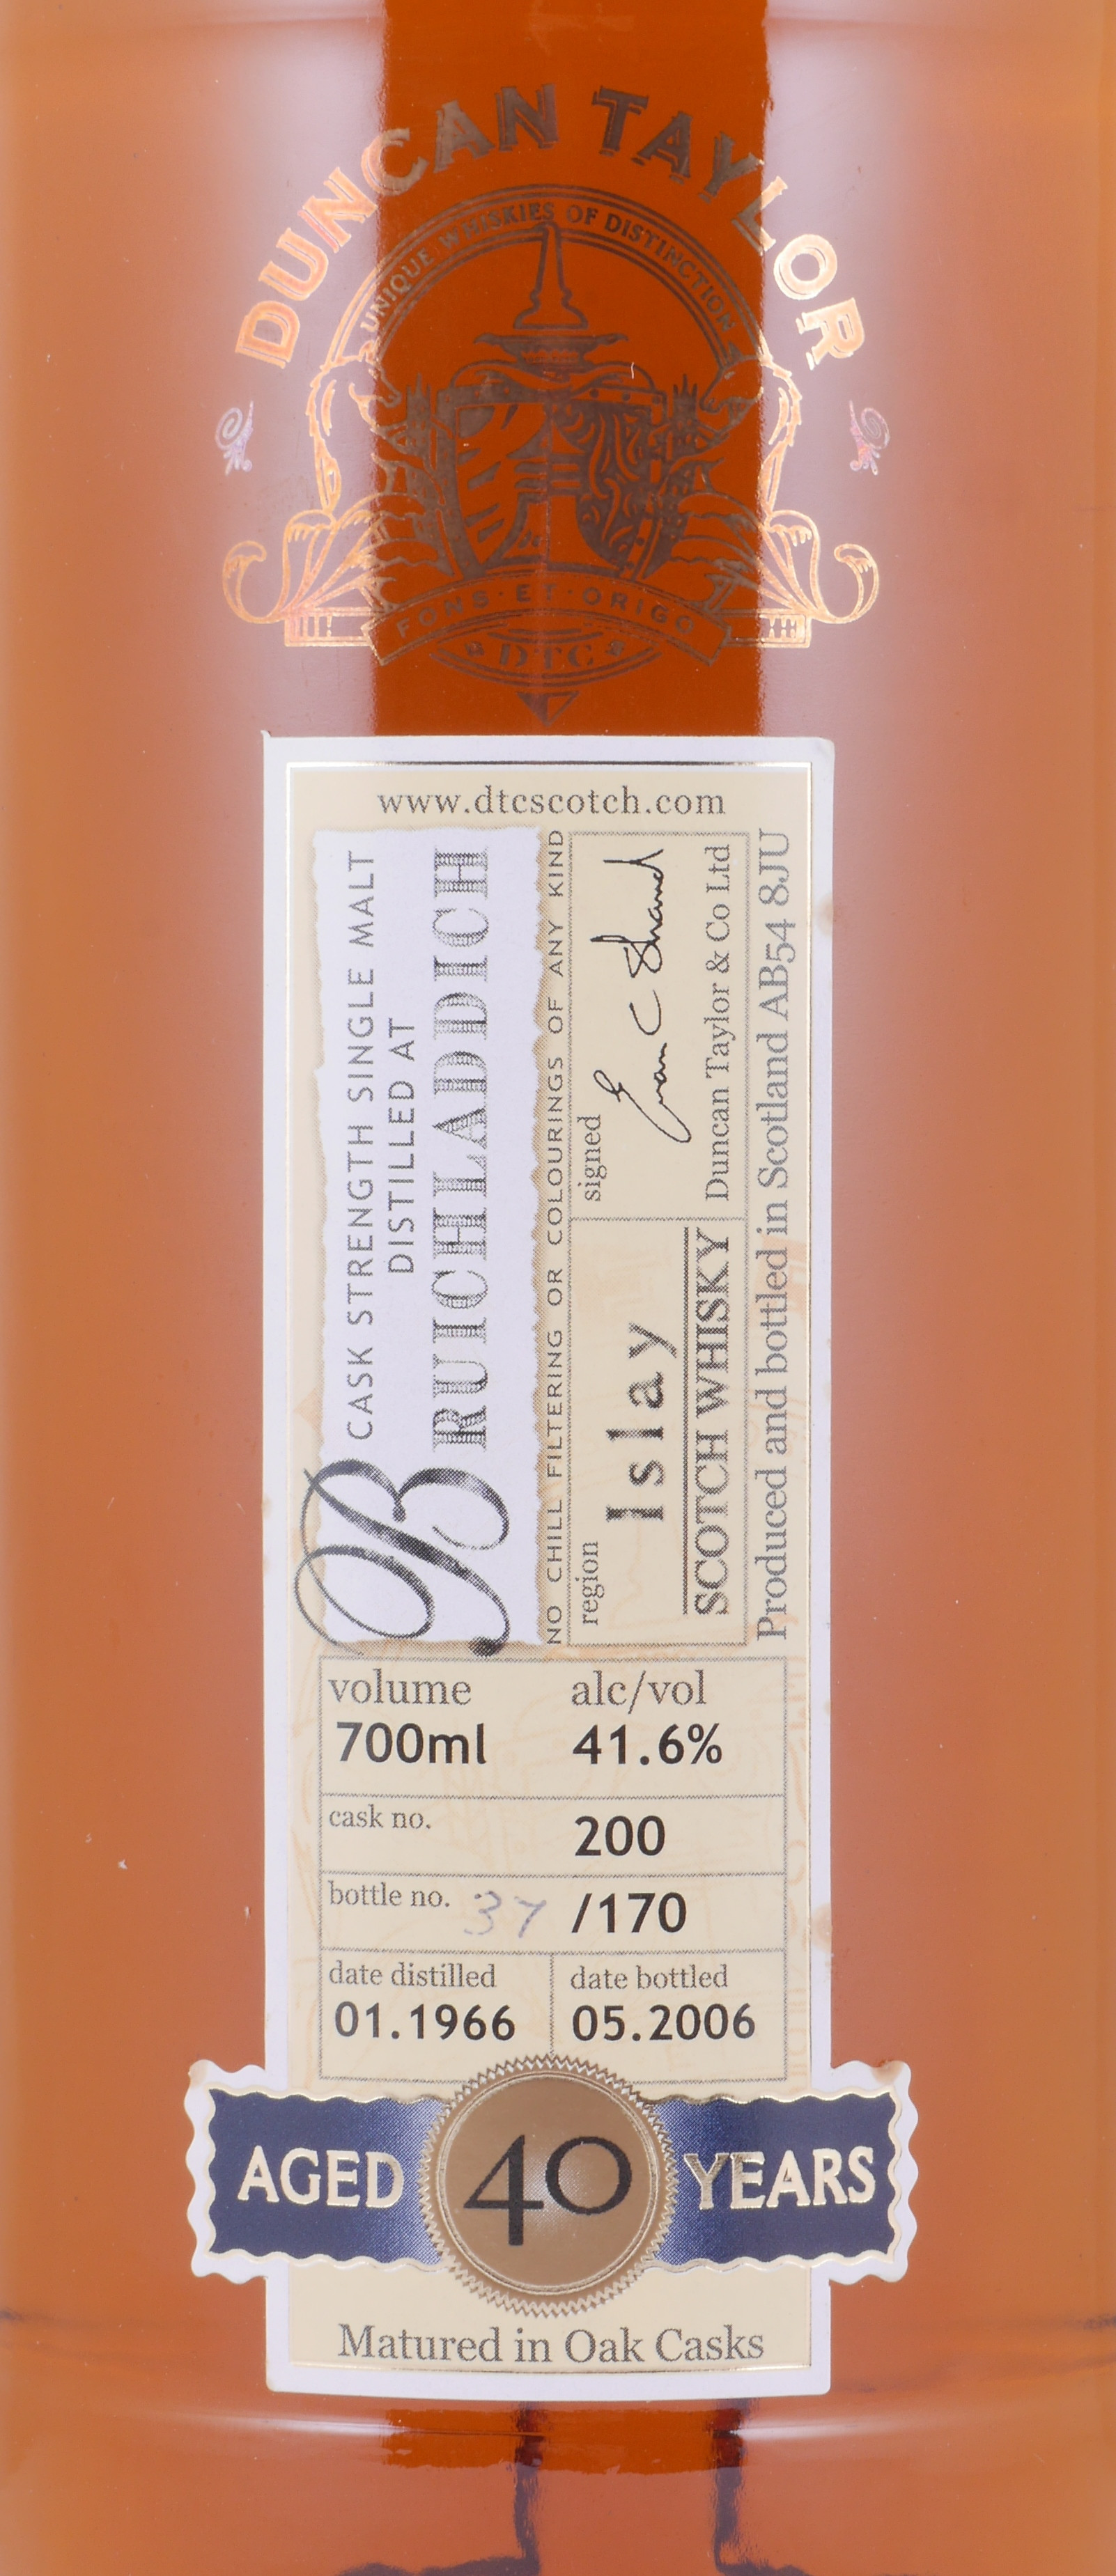 DUNCAN TAYLOR
UNIQUE WHISKIES OF DISTINCTION
FONS·ET·ORIGO
DTC
www.dtcscotch.com
CASK STRENGTH SINGLE MALT
DISTILLED AT
BRUICHLADDICH
NO CHILL FILTERING OR COLOURINGS OF ANY KIND
region
Islay
SCOTCH WHISKY
signed
Euan C Shand
Duncan Taylor & Co Ltd
Produced and bottled in Scotland AB54 8JU
volume alc/vol
700ml 41.6%
cask no. 200
bottle no. 37 /170
date distilled date bottled
01.1966 05.2006
AGED 40 YEARS
Matured in Oak Casks